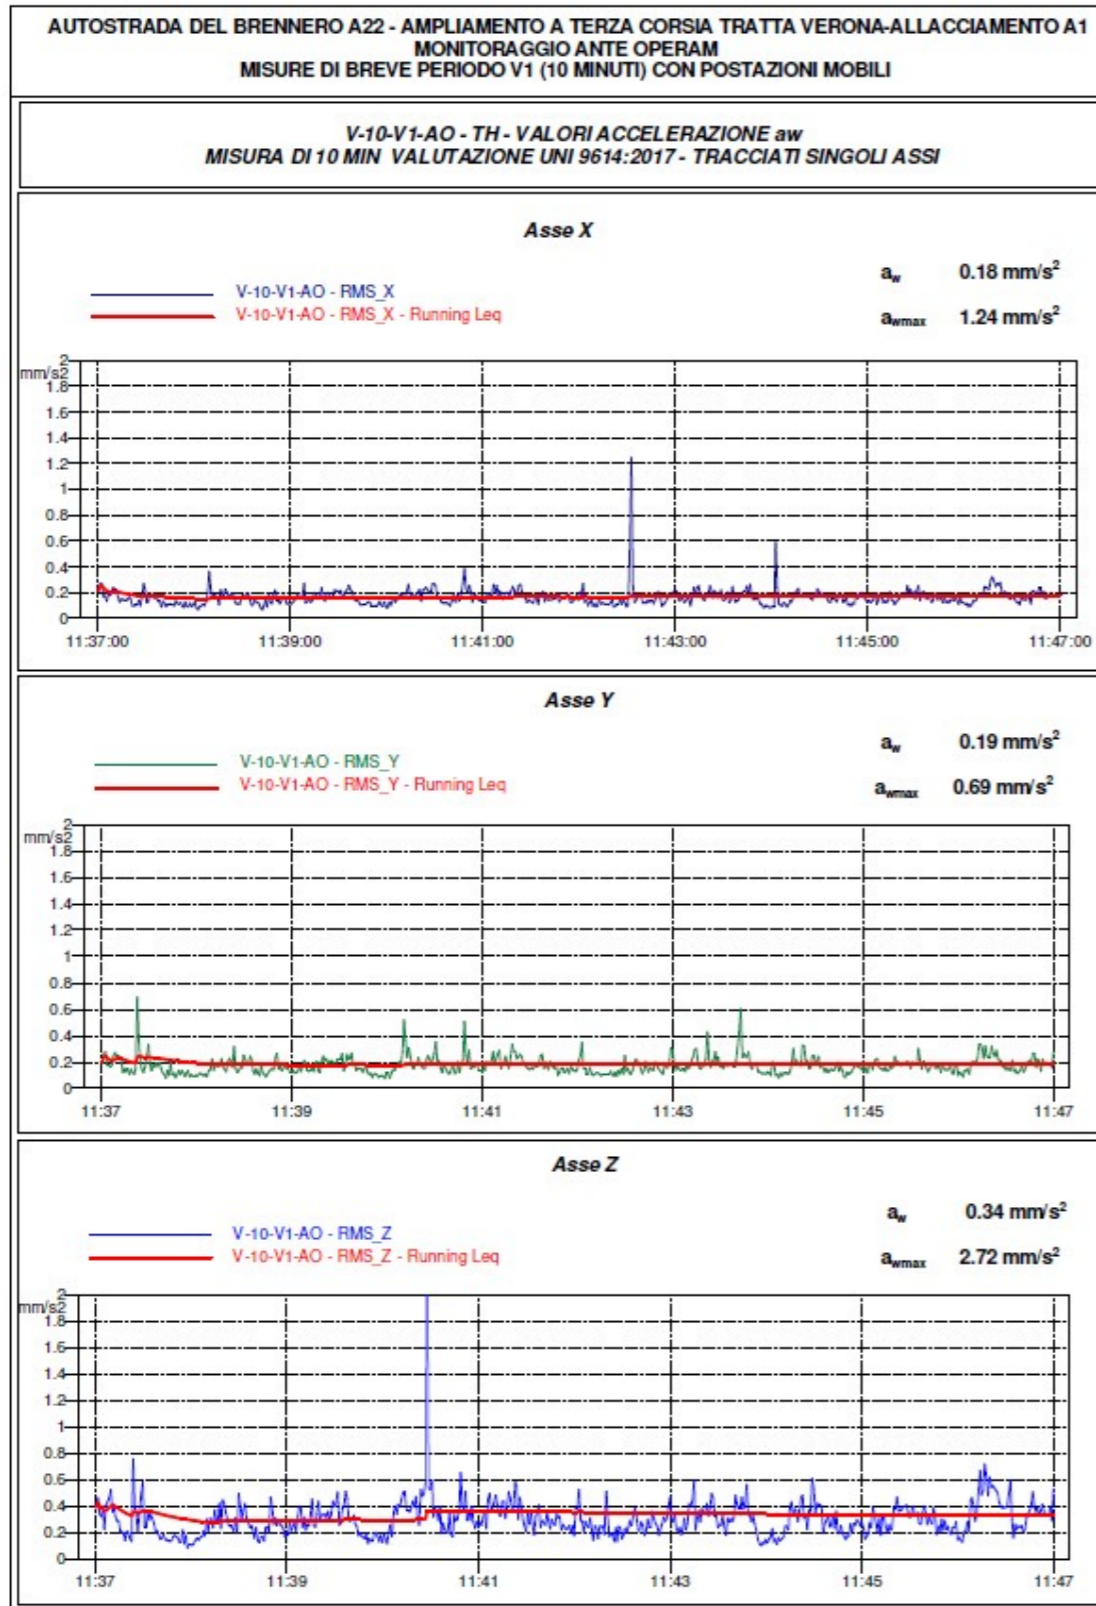 AUTOSTRADA DEL BRENNERO A22 - AMPLIAMENTO A TERZA CORSIA TRATTA VERONA-ALLACCIAMENTO A1
MONITORAGGIO ANTE OPERAM
MISURE DI BREVE PERIODO V1 (10 MINUTI) CON POSTAZIONI MOBILI
V-10-V1-AO - TH - VALORI ACCELERAZIONE aw
MISURA DI 10 MIN VALUTAZIONE UNI 9614:2017 - TRACCIATI SINGOLI ASSI
Asse X
V-10-V1-AO - RMS_X
V-10-V1-AO - RMS_X - Running Leq
aw 0.18 mm/s²
awmax 1.24 mm/s²
2
mm/s2
1.8
1.6
1.4
1.2
1
0.8
0.6
0.4
0.2
0
11:37:00 11:39:00 11:41:00 11:43:00 11:45:00 11:47:00
Asse Y
V-10-V1-AO - RMS_Y
V-10-V1-AO - RMS_Y - Running Leq
aw 0.19 mm/s²
awmax 0.69 mm/s²
2
mm/s2
1.8
1.6
1.4
1.2
1
0.8
0.6
0.4
0.2
0
11:37 11:39 11:41 11:43 11:45 11:47
Asse Z
V-10-V1-AO - RMS_Z
V-10-V1-AO - RMS_Z - Running Leq
aw 0.34 mm/s²
awmax 2.72 mm/s²
2
mm/s2
1.8
1.6
1.4
1.2
1
0.8
0.6
0.4
0.2
0
11:37 11:39 11:41 11:43 11:45 11:47